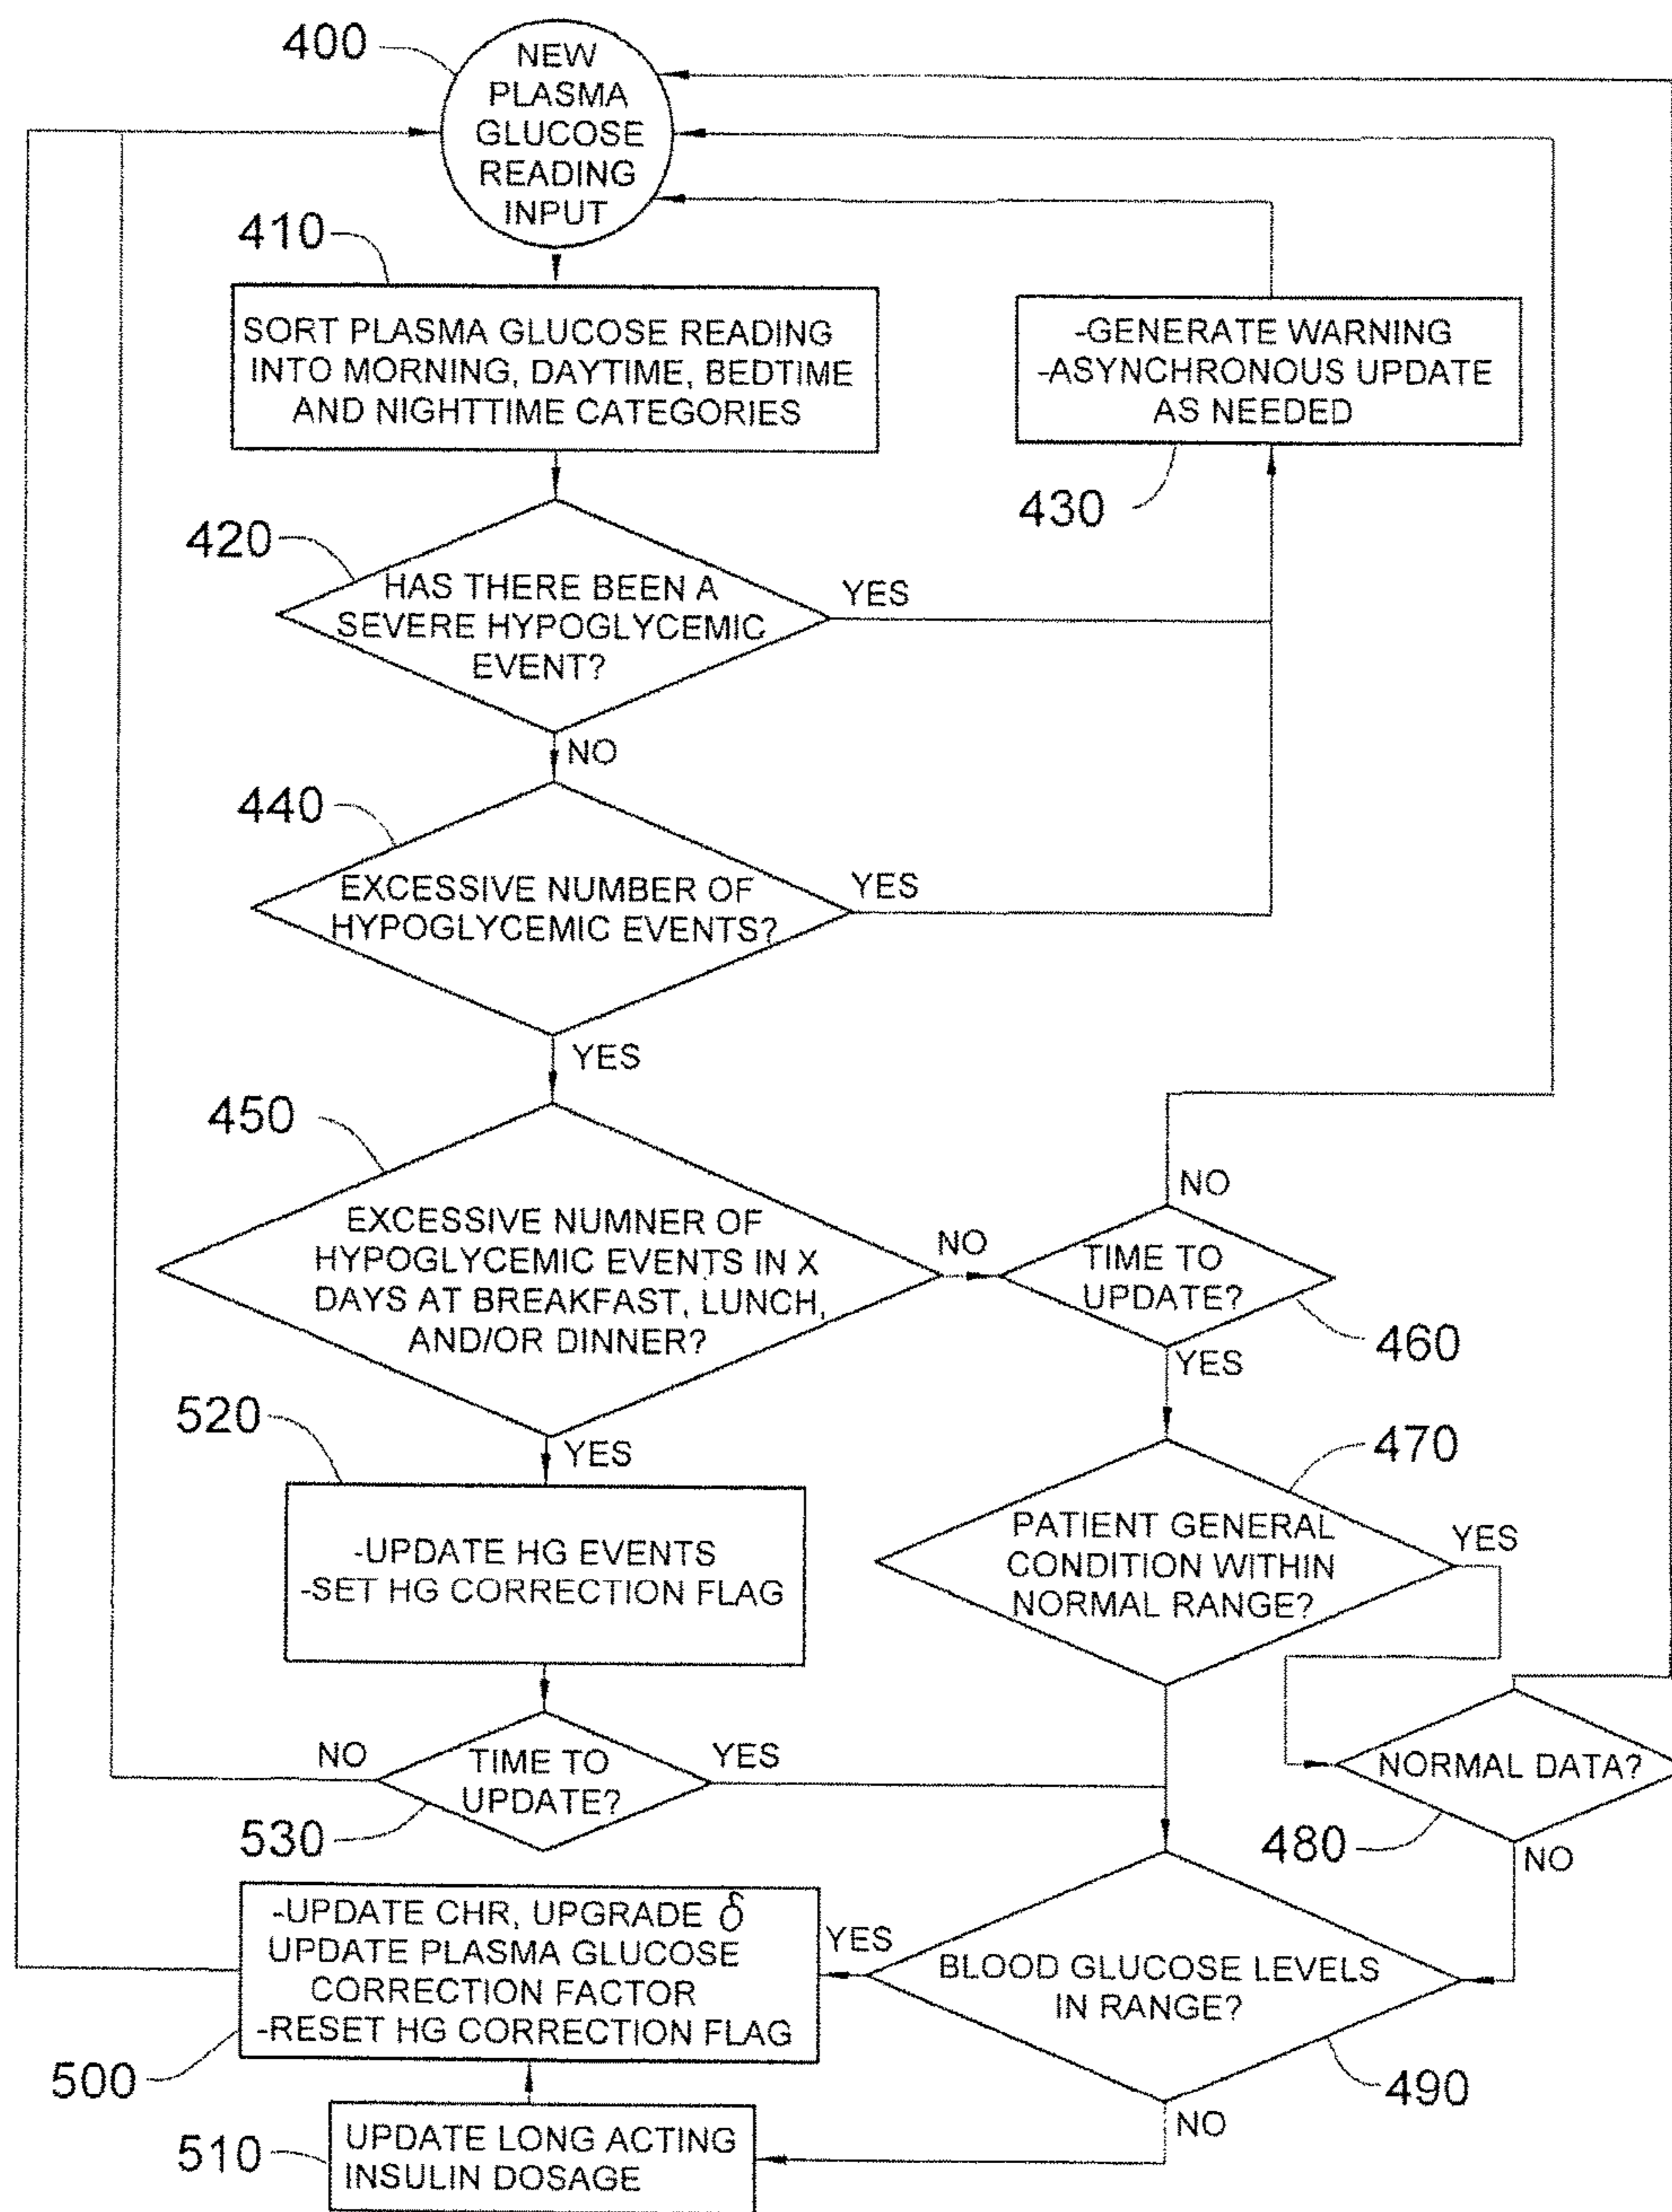 400
NEW
PLASMA
GLUCOSE
READING
INPUT
410
SORT PLASMA GLUCOSE READING
INTO MORNING, DAYTIME, BEDTIME
AND NIGHTTIME CATEGORIES
-GENERATE WARNING
-ASYNCHRONOUS UPDATE
AS NEEDED
430
420
HAS THERE BEEN A
SEVERE HYPOGLYCEMIC
EVENT?
YES
NO
440
EXCESSIVE NUMBER OF
HYPOGLYCEMIC EVENTS?
YES
YES
450
EXCESSIVE NUMNER OF
HYPOGLYCEMIC EVENTS IN X
DAYS AT BREAKFAST, LUNCH,
AND/OR DINNER?
NO
NO
TIME TO
UPDATE?
460
YES
YES
520
-UPDATE HG EVENTS
-SET HG CORRECTION FLAG
470
PATIENT GENERAL
CONDITION WITHIN
NORMAL RANGE?
YES
NO
TIME TO
UPDATE?
YES
530
NORMAL DATA?
480
NO
-UPDATE CHR, UPGRADE δ
UPDATE PLASMA GLUCOSE
CORRECTION FACTOR
-RESET HG CORRECTION FLAG
500
YES
BLOOD GLUCOSE LEVELS
IN RANGE?
490
NO
510
UPDATE LONG ACTING
INSULIN DOSAGE